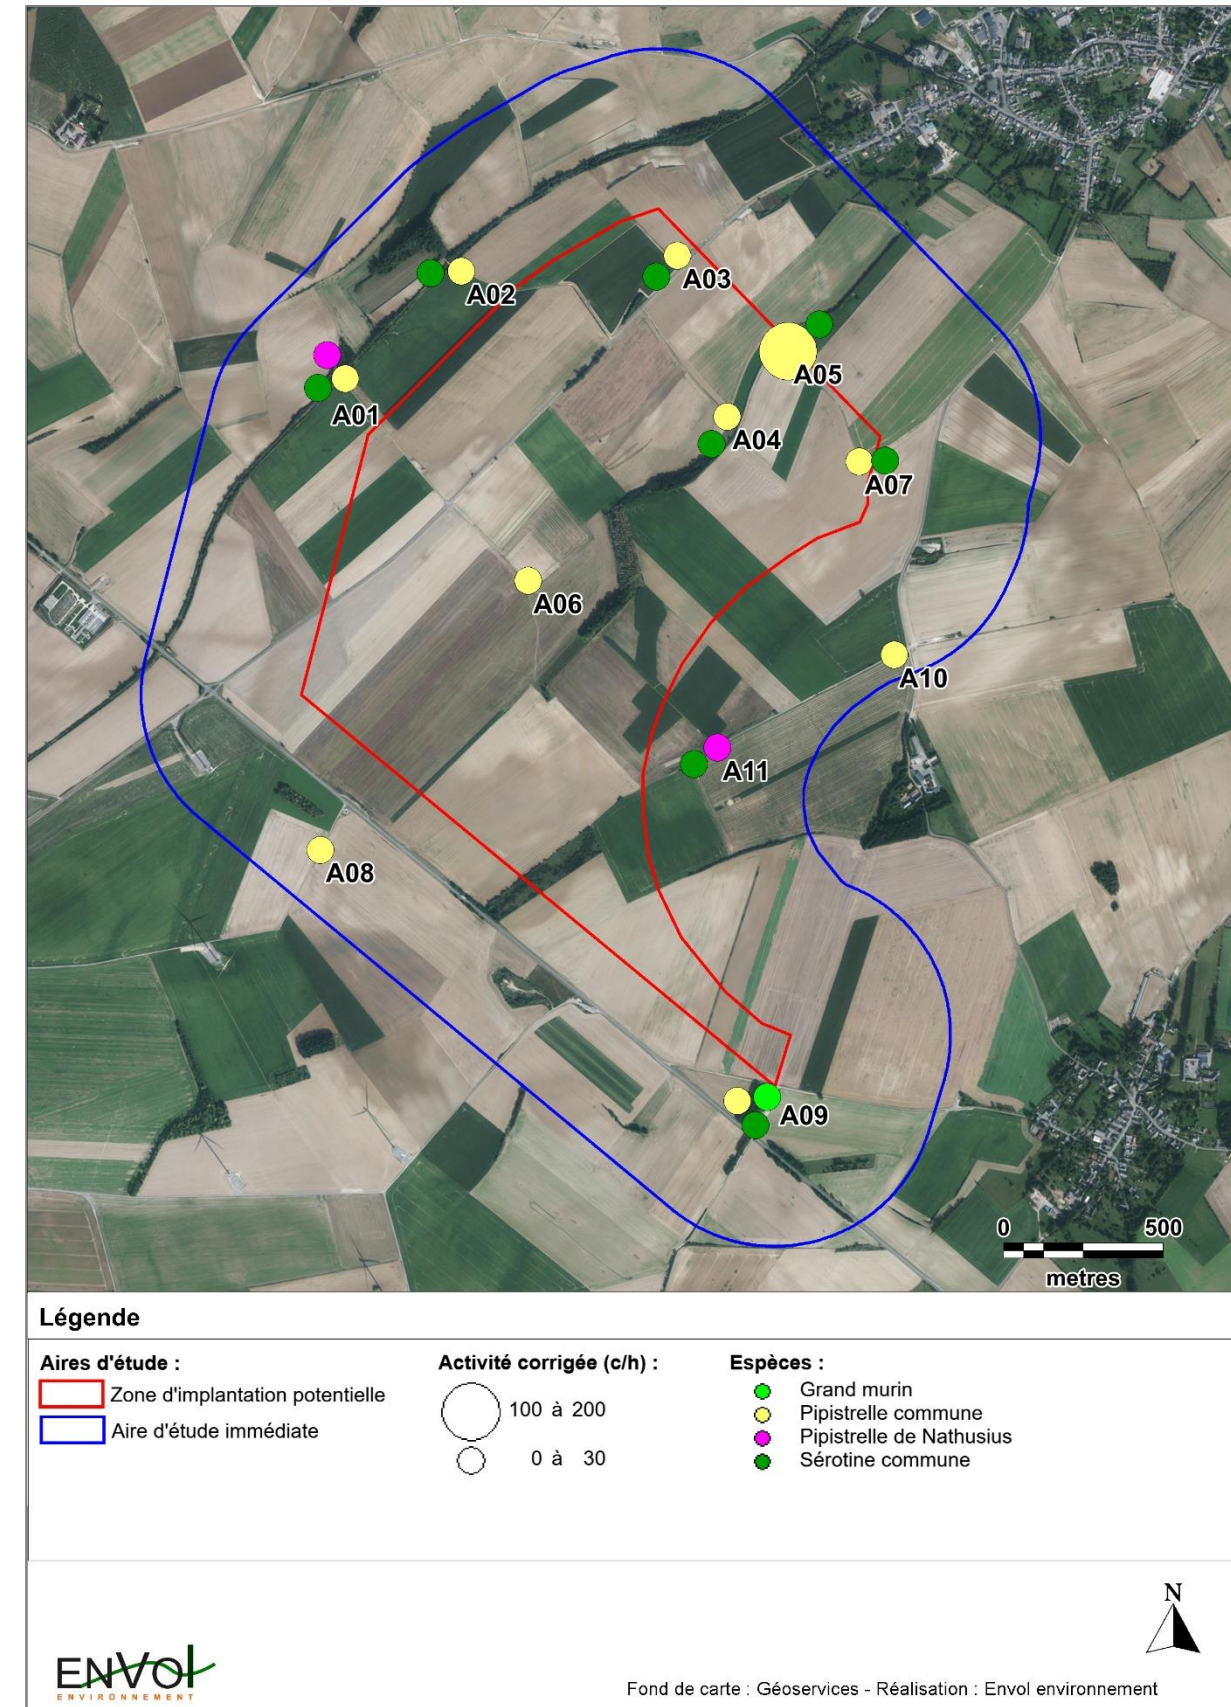 A03
A02
A05
A01
A04
A07
A06
A10
A11
A08
A09
0 500
metres
Légende
Aires d'étude :
Zone d'implantation potentielle
Aire d'étude immédiate
Activité corrigée (c/h) :
100 à 200
0 à 30
Espèces :
Grand murin
Pipistrelle commune
Pipistrelle de Nathusius
Sérotine commune
N
ENVOl
ENVIRONNEMENT
Fond de carte : Géoservices - Réalisation : Envol environnement